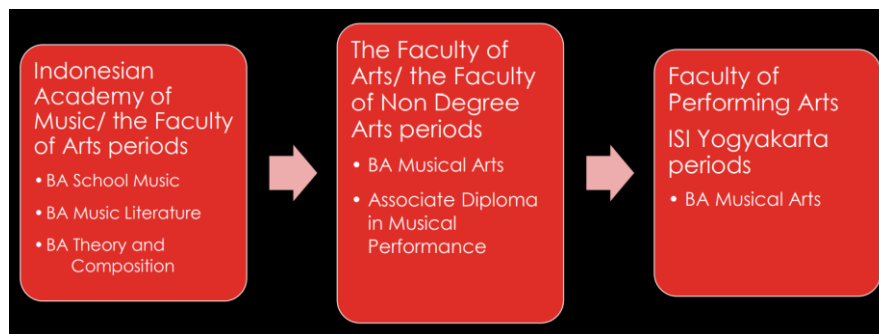 Indonesian
Academy of
Music/ the Faculty
of Arts periods
• BA School Music
• BA Music Literature
• BA Theory and
Composition
The Faculty of
Arts/ the Faculty
of Non Degree
Arts periods
• BA Musical Arts
• Associate Diploma
in Musical
Performance
Faculty of
Performing Arts
ISI Yogyakarta
periods
• BA Musical Arts